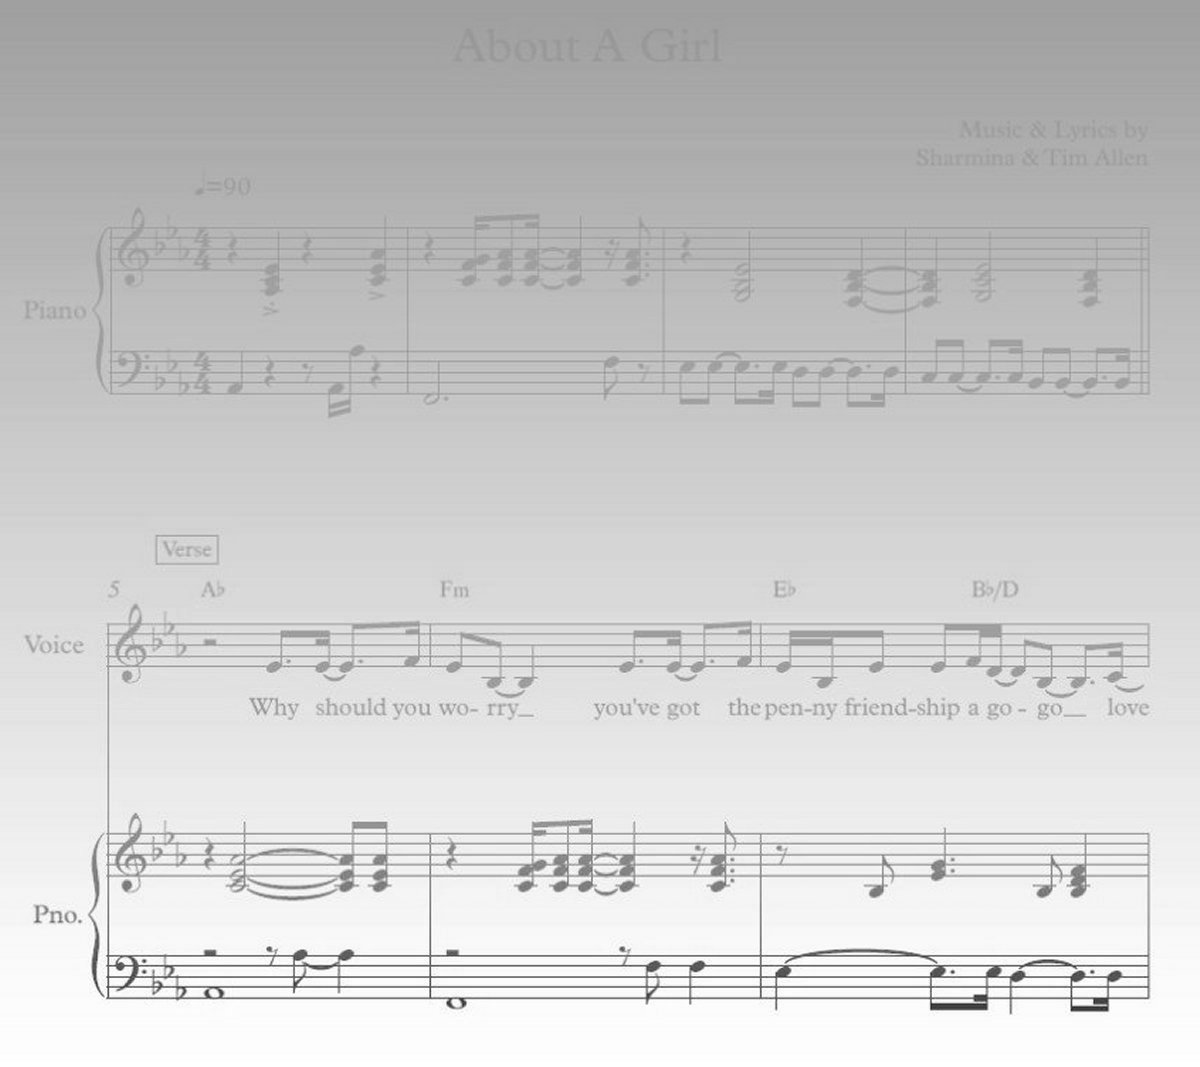 About A Girl
Music & Lyrics by
Sharmina & Tim Allen
♩=90
Piano
Verse
5 A♭ Fm E♭ B♭/D
Voice
Why should you wo- rry_ you've got the pen-ny friend-ship a go - go_ love
Pno.